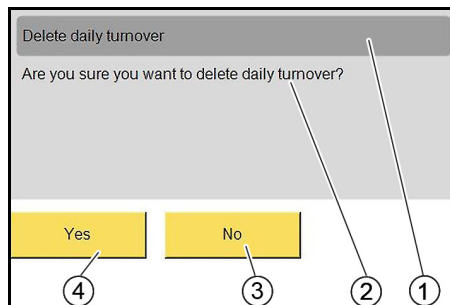 Delete daily turnover
Are you sure you want to delete daily turnover?
Yes
No
4
3
2
1